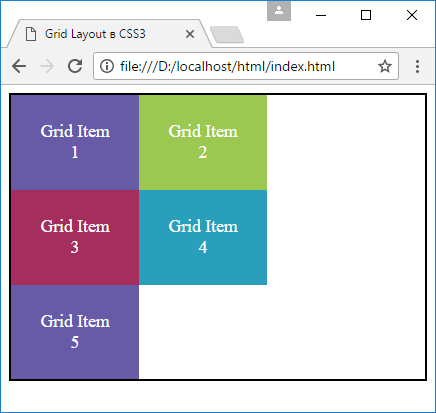 Grid Layout в CSS3
file:///D:/localhost/html/index.html
Grid Item
1
Grid Item
2
Grid Item
3
Grid Item
4
Grid Item
5